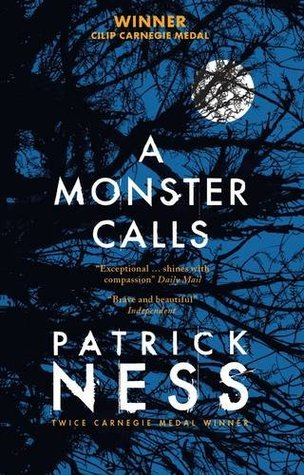 WINNER
CILIP CARNEGIE MEDAL
A
MONSTER
CALLS
"Exceptional ... shines with
compassion" Daily Mail
"Brave and beautiful"
Independent
PATRICK
NESS
TWICE CARNEGIE MEDAL WINNER